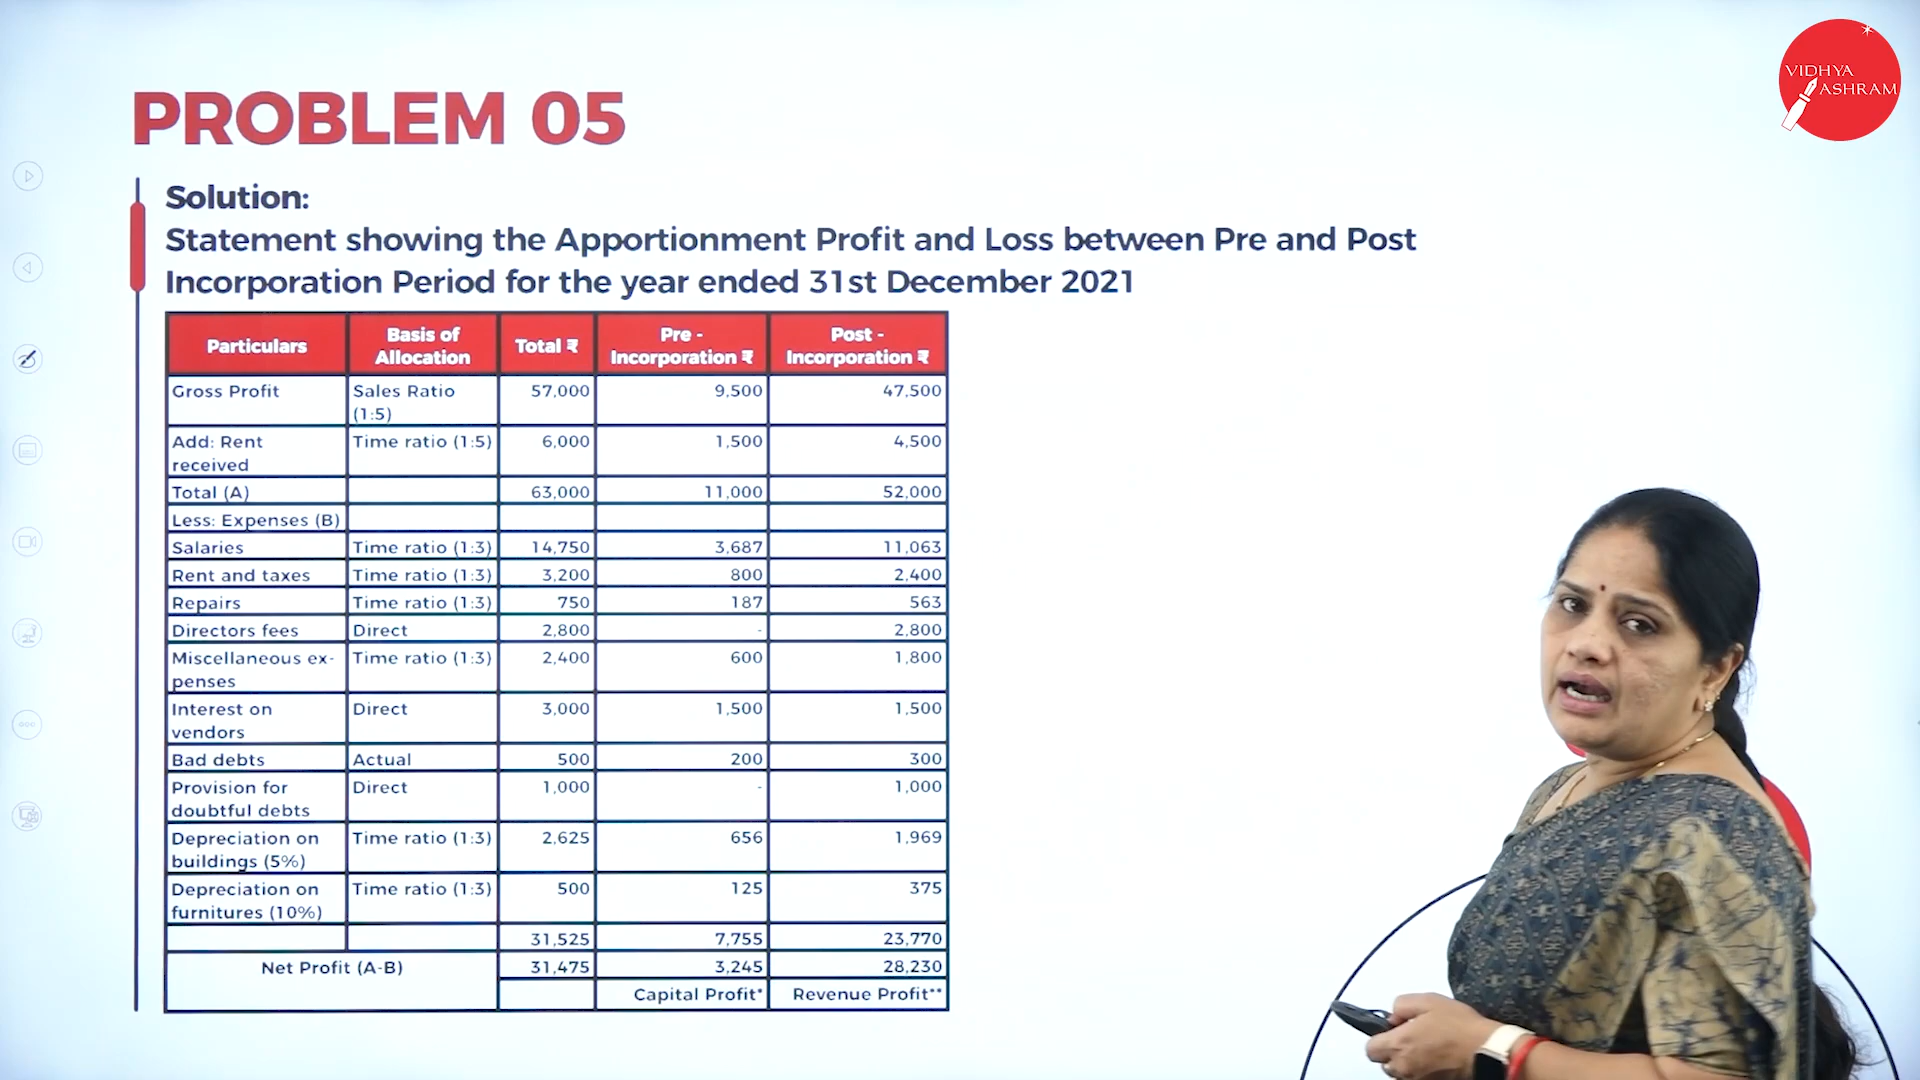 VIDHYA
ASHRAM
PROBLEM 05
Solution:
Statement showing the Apportionment Profit and Loss between Pre and Post
Incorporation Period for the year ended 31st December 2021
Particulars Basis of Allocation Total ₹ Pre - Incorporation ₹ Post - Incorporation ₹
Gross Profit Sales Ratio (1:5) 57,000 9,500 47,500
Add: Rent received Time ratio (1:5) 6,000 1,500 4,500
Total (A) 63,000 11,000 52,000
Less: Expenses (B)
Salaries Time ratio (1:3) 14,750 3,687 11,063
Rent and taxes Time ratio (1:3) 3,200 800 2,400
Repairs Time ratio (1:3) 750 187 563
Directors fees Direct 2,800 - 2,800
Miscellaneous ex- penses Time ratio (1:3) 2,400 600 1,800
Interest on vendors Direct 3,000 1,500 1,500
Bad debts Actual 500 200 300
Provision for doubtful debts Direct 1,000 - 1,000
Depreciation on buildings (5%) Time ratio (1:3) 2,625 656 1,969
Depreciation on furnitures (10%) Time ratio (1:3) 500 125 375
31,525 7,755 23,770
Net Profit (A-B) 31,475 3,245 28,230
Capital Profit* Revenue Profit**